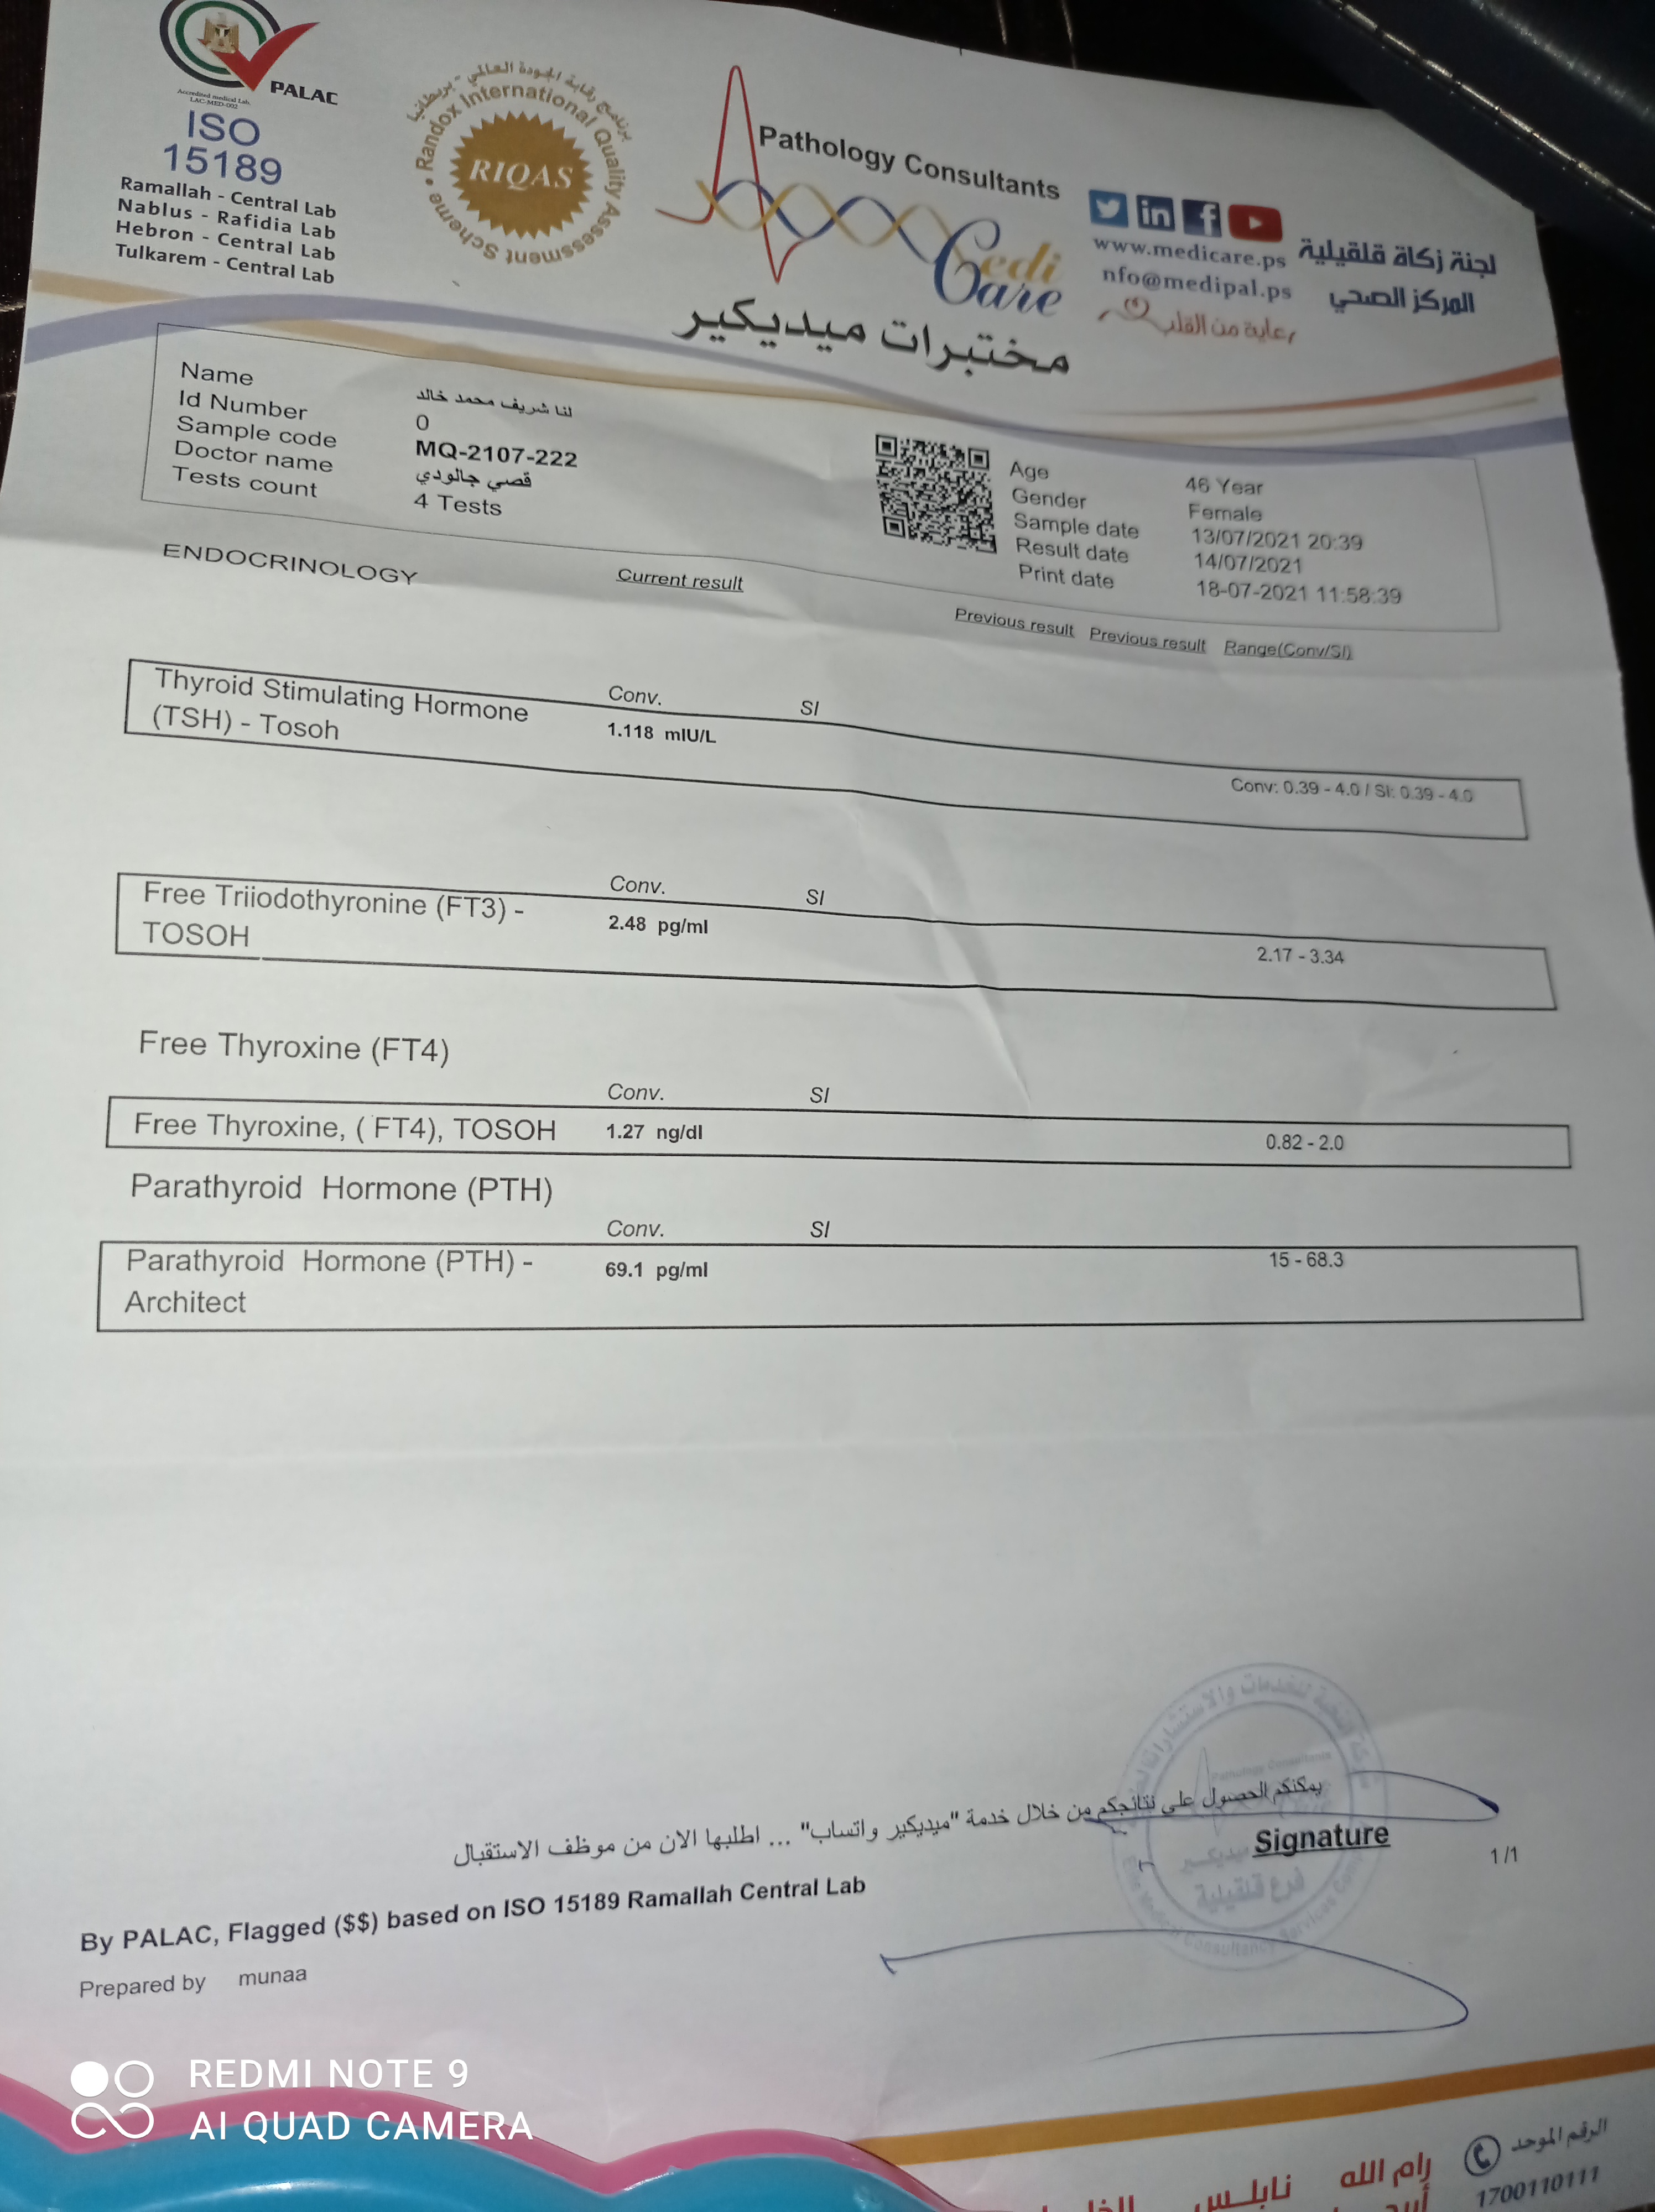 PALAC
Accredited medical Lab.
LAC-MED-002
ISO
15189
Ramallah - Central Lab
Nablus - Rafidia Lab
Hebron - Central Lab
Tulkarem - Central Lab
برنامج رقابة الجودة العالمي - بريطانيا
Randox International Quality Assessment Scheme
RIQAS
Pathology Consultants
Medi
Care
مختبرات ميديكير
www.medicare.ps
nfo@medipal.ps
رعاية من القلب
لجنة زكاة قلقيلية
المركز الصحي
Name لنا شريف محمد خالد
Id Number 0
Sample code MQ-2107-222
Doctor name قصي جالودي
Tests count 4 Tests
Age 46 Year
Gender Female
Sample date 13/07/2021 20:39
Result date 14/07/2021
Print date 18-07-2021 11:58:39
ENDOCRINOLOGY Current result Previous result Previous result Range(Conv/SI)
Conv. SI
Thyroid Stimulating Hormone
(TSH) - Tosoh 1.118 mIU/L Conv: 0.39 - 4.0 / SI: 0.39 - 4.0
Conv. SI
Free Triiodothyronine (FT3) -
TOSOH 2.48 pg/ml 2.17 - 3.34
Free Thyroxine (FT4)
Conv. SI
Free Thyroxine, ( FT4), TOSOH 1.27 ng/dl 0.82 - 2.0
Parathyroid Hormone (PTH)
Conv. SI
Parathyroid Hormone (PTH) - 69.1 pg/ml 15 - 68.3
Architect
يمكنكم الحصول على نتائجكم من خلال خدمة "ميديكير واتساب" ... اطلبها الان من موظف الاستقبال
Signature
ميديكير
فرع قلقيلية
1/1
By PALAC, Flagged ($$) based on ISO 15189 Ramallah Central Lab
Prepared by munaa
REDMI NOTE 9
AI QUAD CAMERA
الرقم الموحد
1700110111
رام الله نابلس